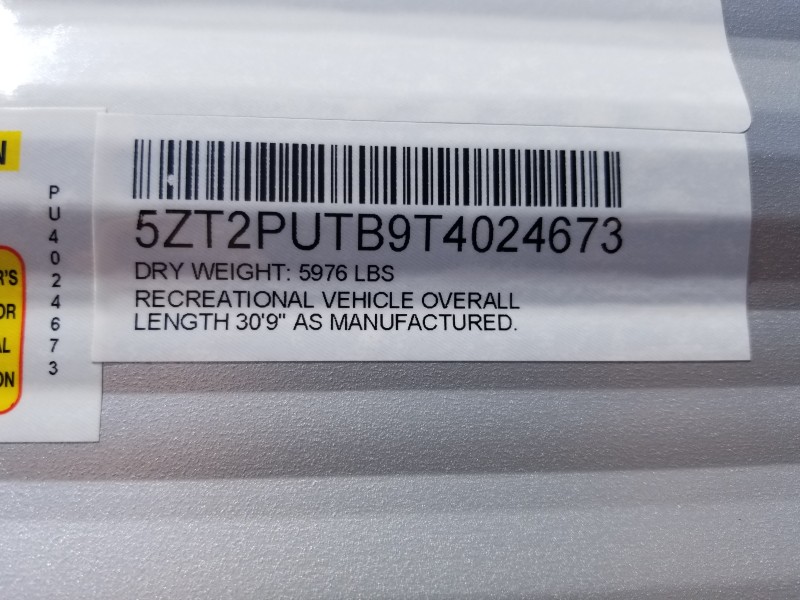 5ZT2PUTB9T4024673
DRY WEIGHT: 5976 LBS
RECREATIONAL VEHICLE OVERALL
LENGTH 30'9" AS MANUFACTURED.
PU4024673